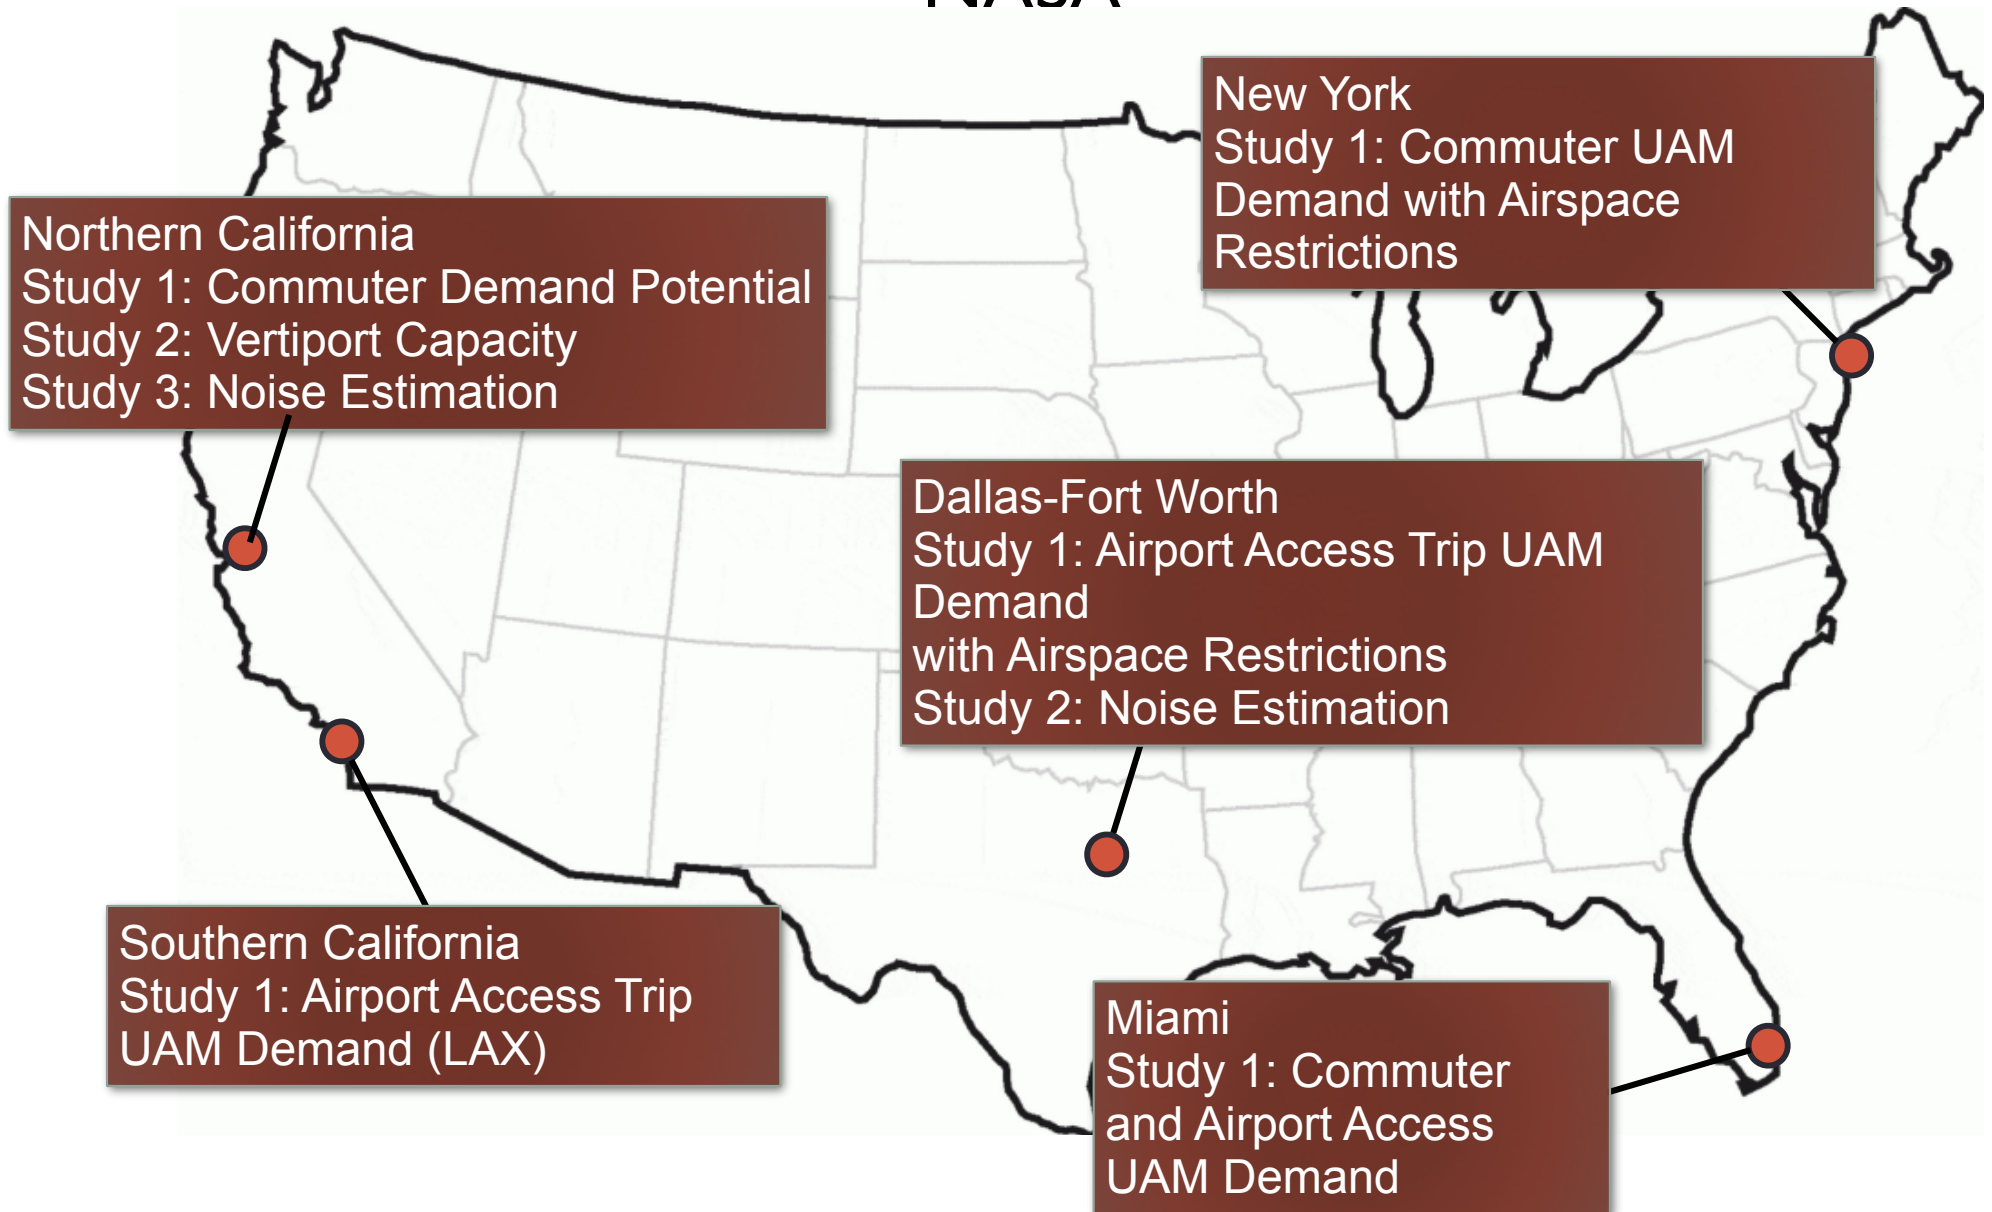 NASA
Northern California
Study 1: Commuter Demand Potential
Study 2: Vertiport Capacity
Study 3: Noise Estimation
New York
Study 1: Commuter UAM
Demand with Airspace
Restrictions
Dallas-Fort Worth
Study 1: Airport Access Trip UAM
Demand
with Airspace Restrictions
Study 2: Noise Estimation
Southern California
Study 1: Airport Access Trip
UAM Demand (LAX)
Miami
Study 1: Commuter
and Airport Access
UAM Demand